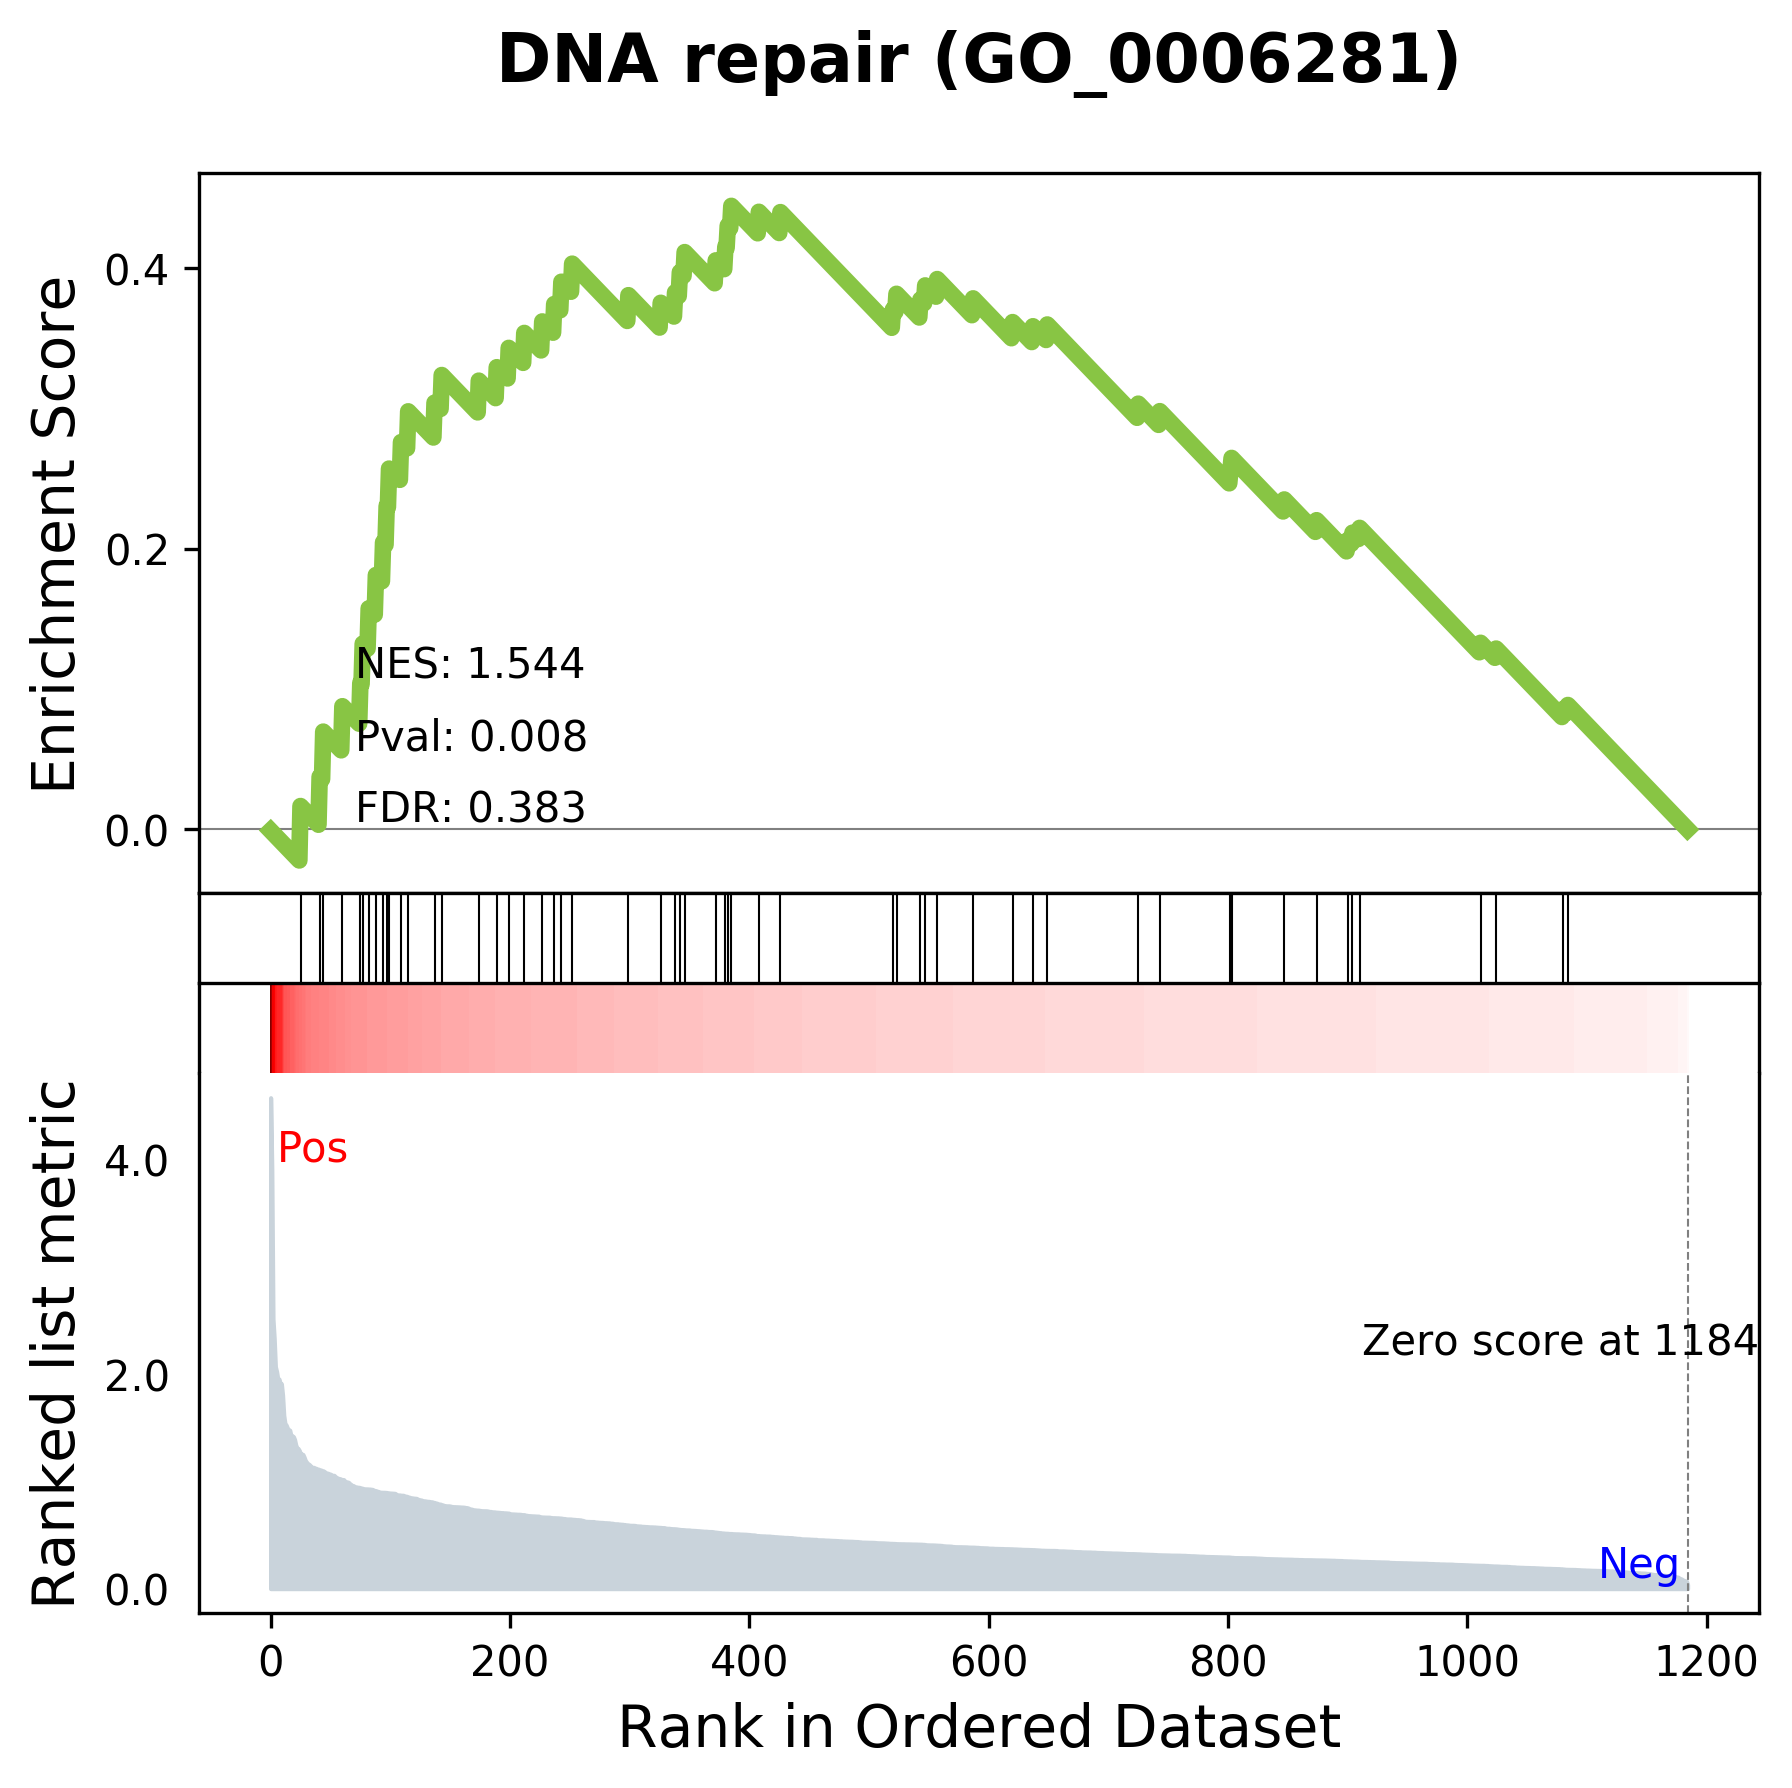 DNA repair (GO_0006281)
Enrichment Score
0.4
0.2
0.0
NES: 1.544
Pval: 0.008
FDR: 0.383
Ranked list metric
4.0
2.0
0.0
Pos
Zero score at 1184
Neg
0 200 400 600 800 1000 1200
Rank in Ordered Dataset